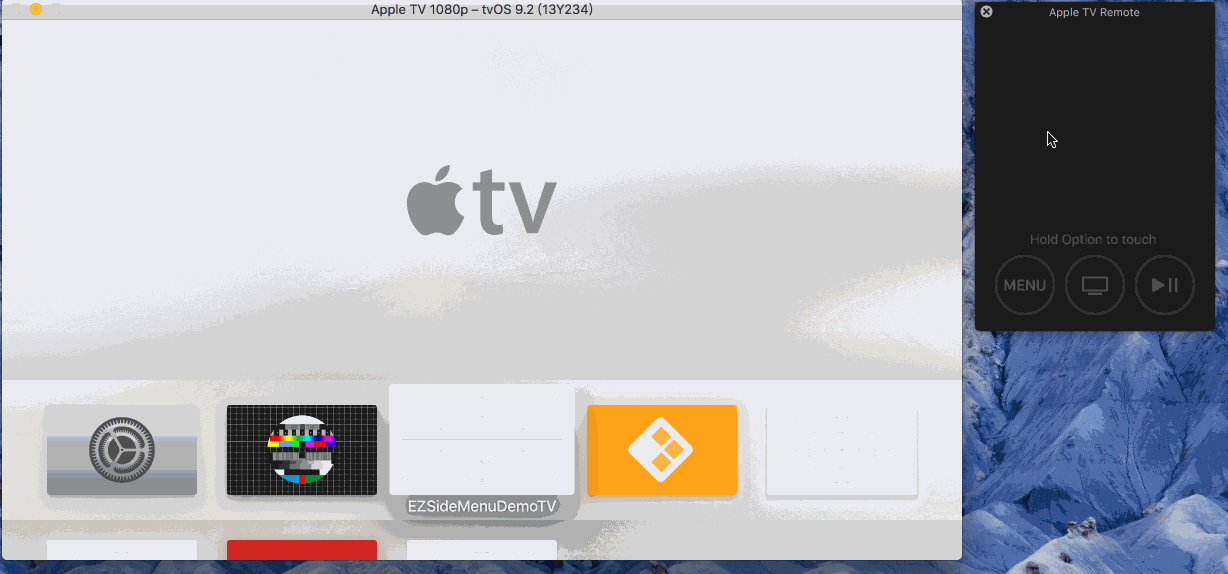 Apple TV 1080p – tvOS 9.2 (13Y234)
Apple TV Remote
tv
Hold Option to touch
MENU
EZSideMenuDemoTV